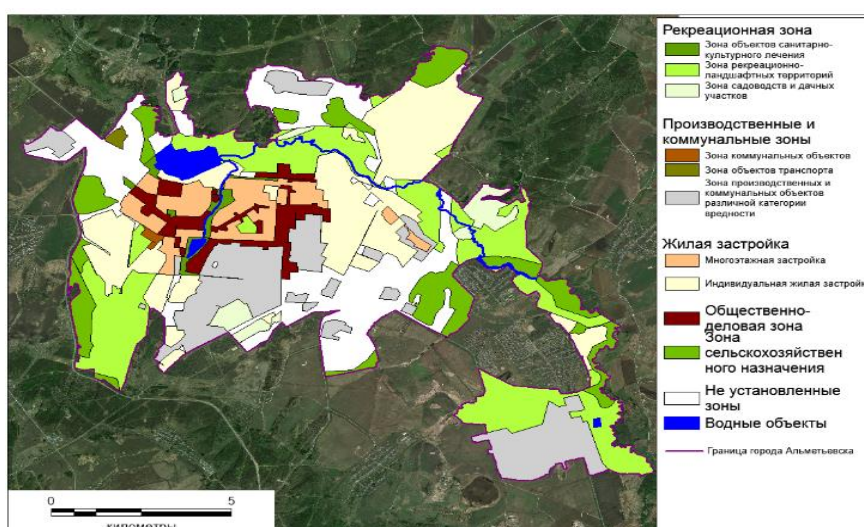 Рекреационная зона
Зона объектов санитарно-
культурного лечения
Зона рекреационно-
ландшафтных территорий
Зона садоводств и дачных
участков
Производственные и
коммунальные зоны
Зона коммунальных объектов
Зона объектов транспорта
Зона производственных и
коммунальных объектов
различной категории
вредности
Жилая застройка
Многоэтажная застройка
Индивидуальная жилая застрой
Общественно-
деловая зона
Зона
сельскохозяйствен
ного назначения
Не установленные
зоны
Водные объекты
Граница города Альметьевска
0 5
километры